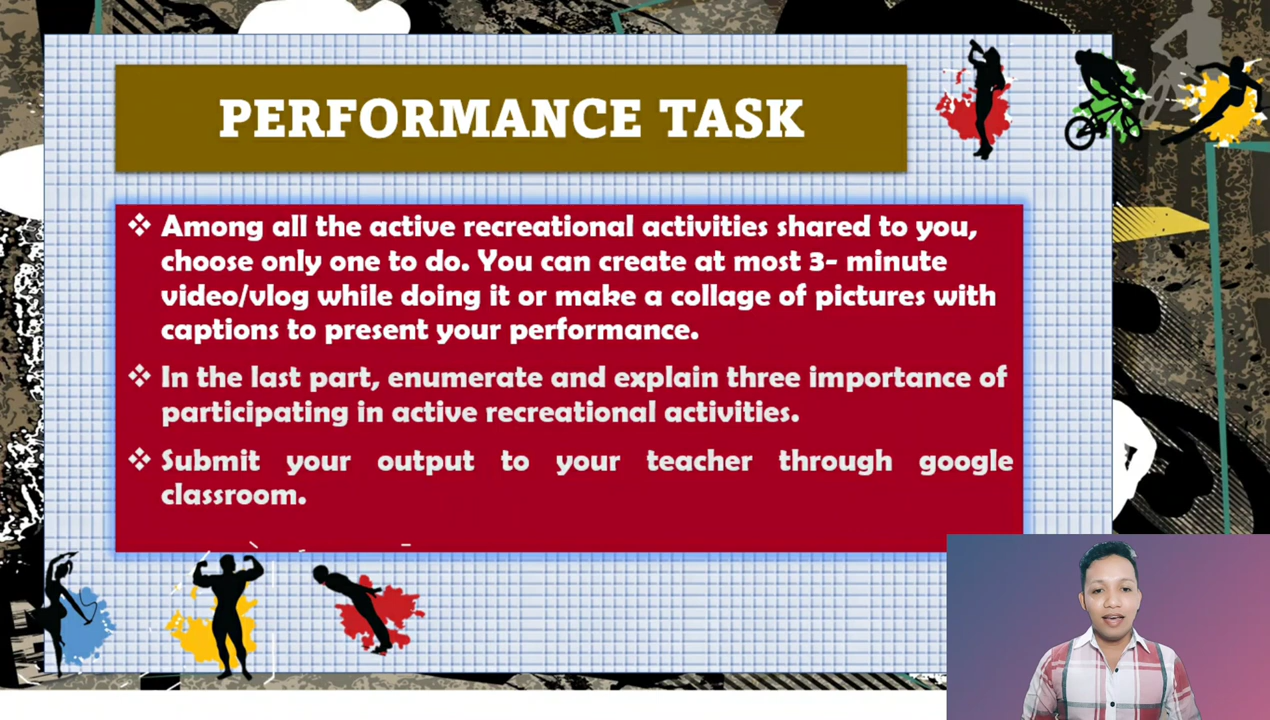 PERFORMANCE TASK
❖ Among all the active recreational activities shared to you,
choose only one to do. You can create at most 3- minute
video/vlog while doing it or make a collage of pictures with
captions to present your performance.
❖ In the last part, enumerate and explain three importance of
participating in active recreational activities.
❖ Submit your output to your teacher through google
classroom.